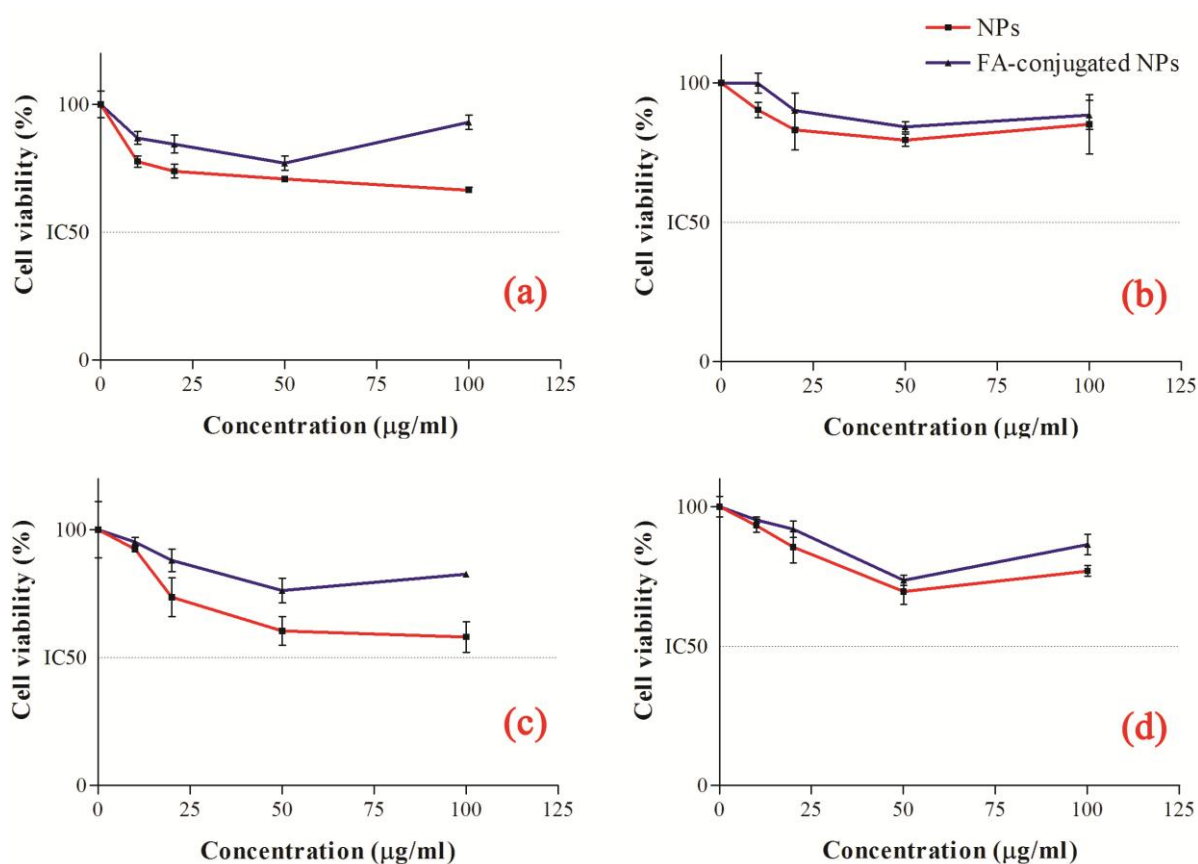 NPs
FA-conjugated NPs
Cell viability (%)
100
IC50
0
(a)
0
25
50
75
100
125
Concentration (µg/ml)
Cell viability (%)
100
IC50
0
(b)
0
25
50
75
100
125
Concentration (µg/ml)
Cell viability (%)
100
IC50
0
(c)
0
25
50
75
100
125
Concentration (µg/ml)
Cell viability (%)
100
IC50
0
(d)
0
25
50
75
100
125
Concentration (µg/ml)